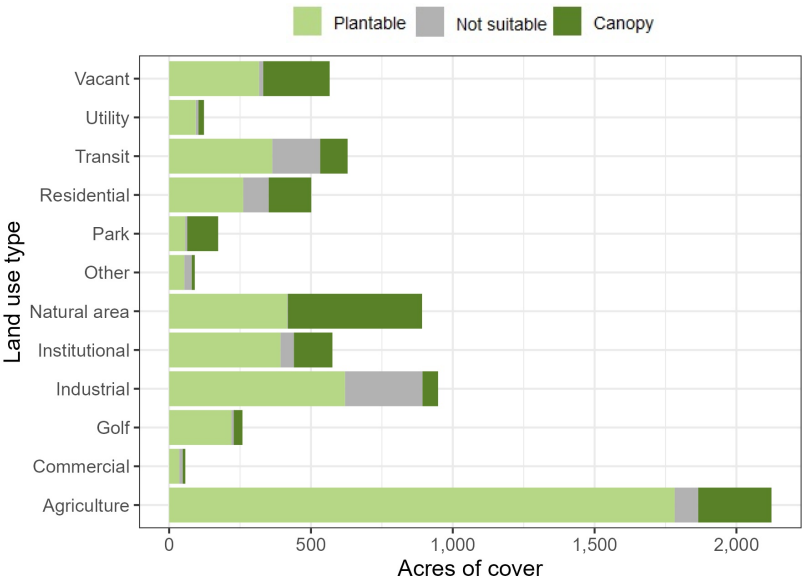 Plantable Not suitable Canopy
Vacant
Utility
Transit
Residential
Park
Other
Natural area
Institutional
Industrial
Golf
Commercial
Agriculture
Land use type
0 500 1,000 1,500 2,000
Acres of cover